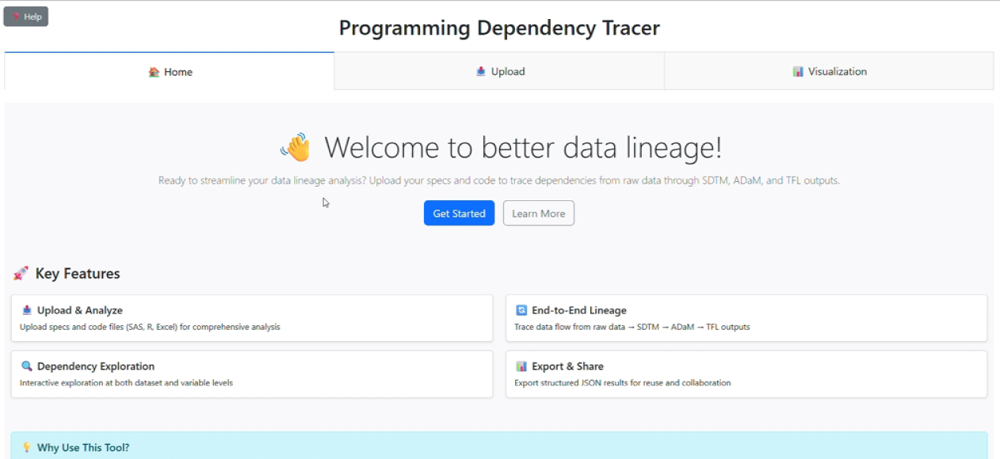 Help
Programming Dependency Tracer
Home
Upload
Visualization
Welcome to better data lineage!
Ready to streamline your data lineage analysis? Upload your specs and code to trace dependencies from raw data through SDTM, ADaM, and TFL outputs.
Get Started
Learn More
Key Features
Upload & Analyze
Upload specs and code files (SAS, R, Excel) for comprehensive analysis
End-to-End Lineage
Trace data flow from raw data → SDTM → ADaM → TFL outputs
Dependency Exploration
Interactive exploration at both dataset and variable levels
Export & Share
Export structured JSON results for reuse and collaboration
Why Use This Tool?